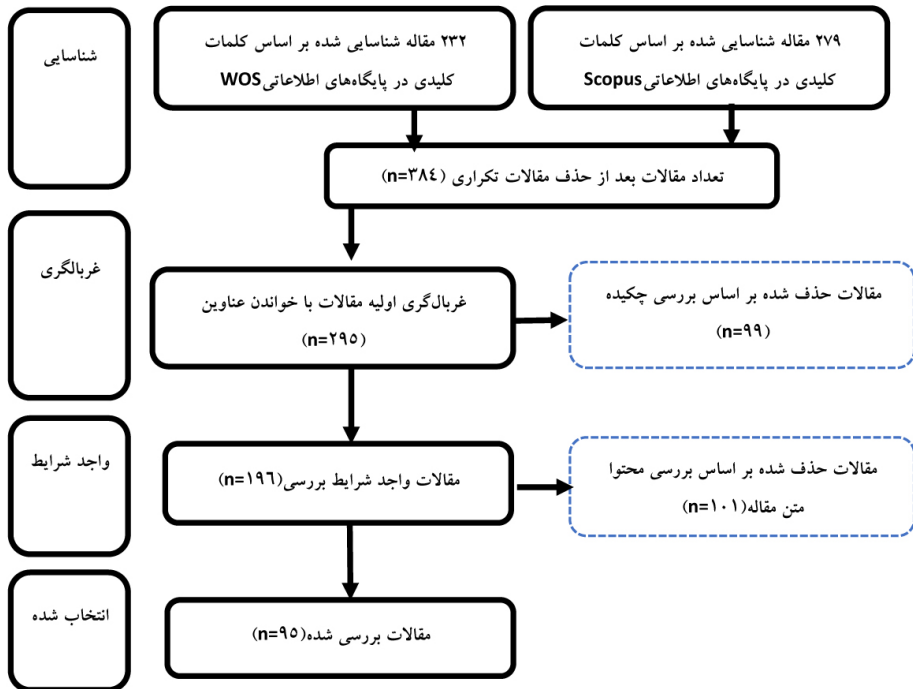 شناسایی
۲۷۹ مقاله شناسایی شده بر اساس کلمات
کلیدی در پایگاه‌های اطلاعاتیScopus
۲۳۲ مقاله شناسایی شده بر اساس کلمات
کلیدی در پایگاه‌های اطلاعاتیWOS
تعداد مقالات بعد از حذف مقالات تکراری (n=۳۸٤)
غربالگری
غربال‌گری اولیه مقالات با خواندن عناوین
(n=۲۹٥)
مقالات حذف شده بر اساس بررسی چکیده
(n=۹۹)
واجد شرایط
مقالات واجد شرایط بررسی(n=۱۹٦)
مقالات حذف شده بر اساس بررسی محتوا
متن مقاله(n=۱۰۱)
انتخاب شده
مقالات بررسی شده(n=۹٥)